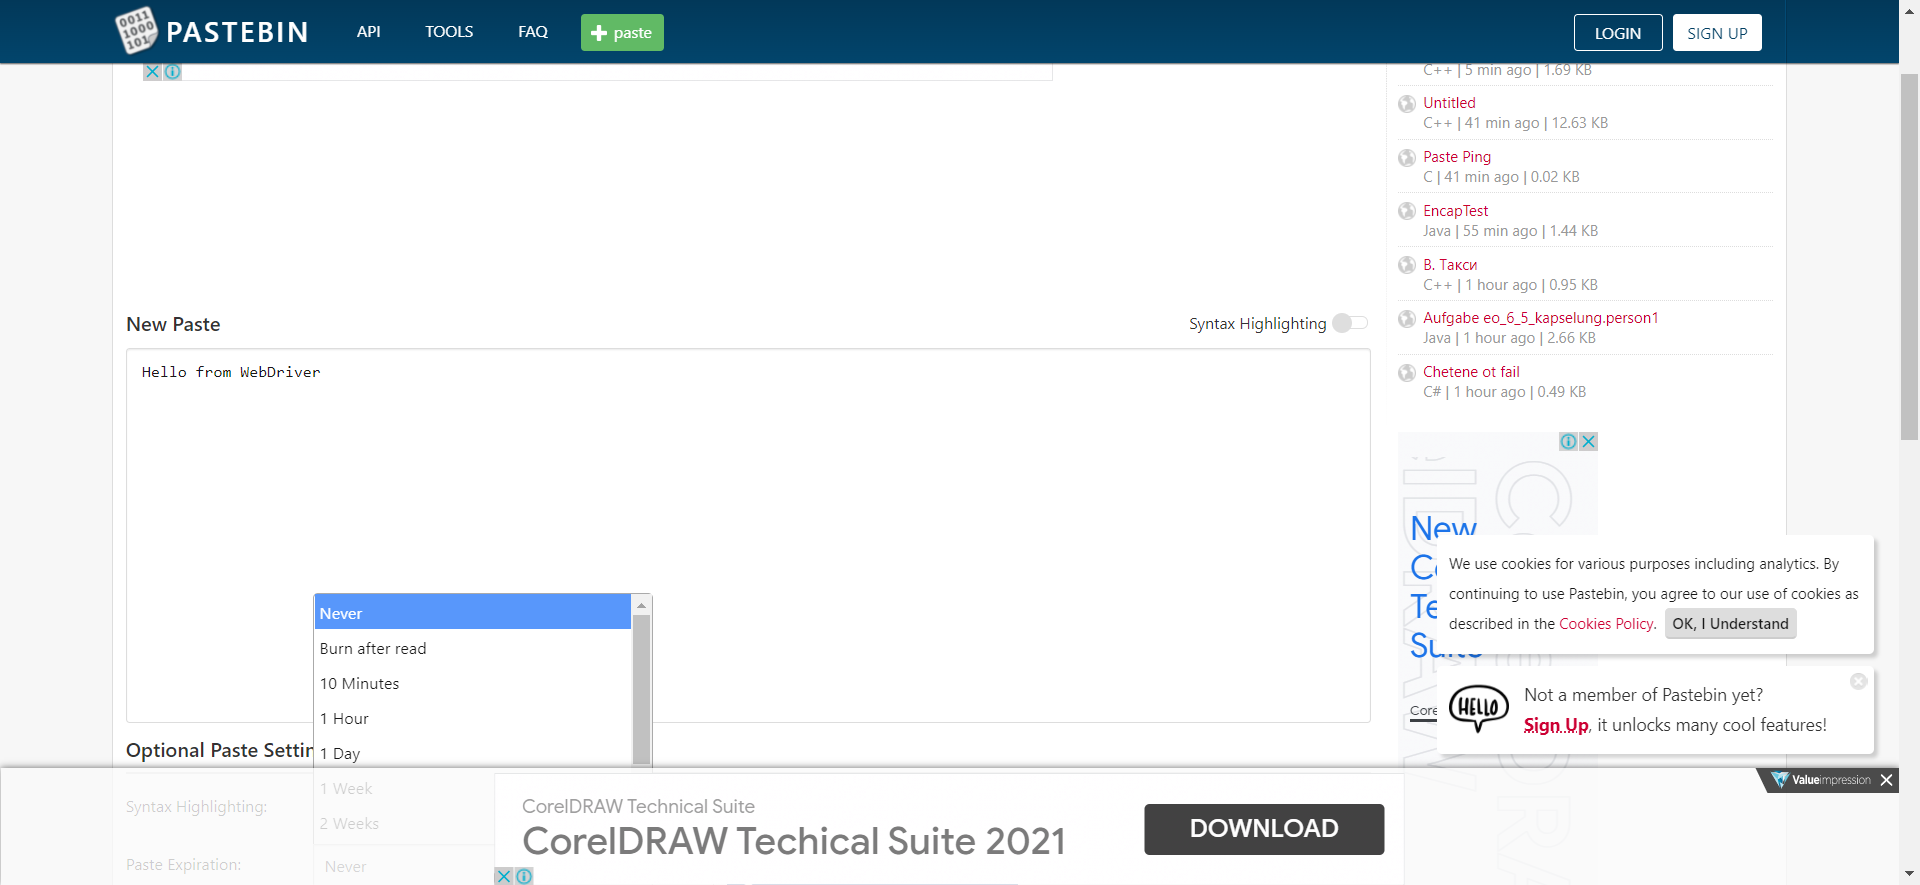 0011
1000
101
PASTEBIN
API
TOOLS
FAQ
paste
LOGIN
SIGN UP
C++ | 5 min ago | 1.69 KB
Untitled
C++ | 41 min ago | 12.63 KB
Paste Ping
C | 41 min ago | 0.02 KB
EncapTest
Java | 55 min ago | 1.44 KB
В. Такси
C++ | 1 hour ago | 0.95 KB
Aufgabe eo_6_5_kapselung.person1
Java | 1 hour ago | 2.66 KB
Chetene ot fail
C# | 1 hour ago | 0.49 KB
New Paste
Syntax Highlighting
Hello from WebDriver
Never
Burn after read
10 Minutes
1 Hour
1 Day
1 Week
2 Weeks
Optional Paste Settin
Syntax Highlighting:
Paste Expiration:
Never
New
We use cookies for various purposes including analytics. By
continuing to use Pastebin, you agree to our use of cookies as
described in the Cookies Policy. OK, I Understand
HELLO
Not a member of Pastebin yet?
Sign Up, it unlocks many cool features!
Valueimpression
CorelDRAW Technical Suite
CorelDRAW Techical Suite 2021
DOWNLOAD